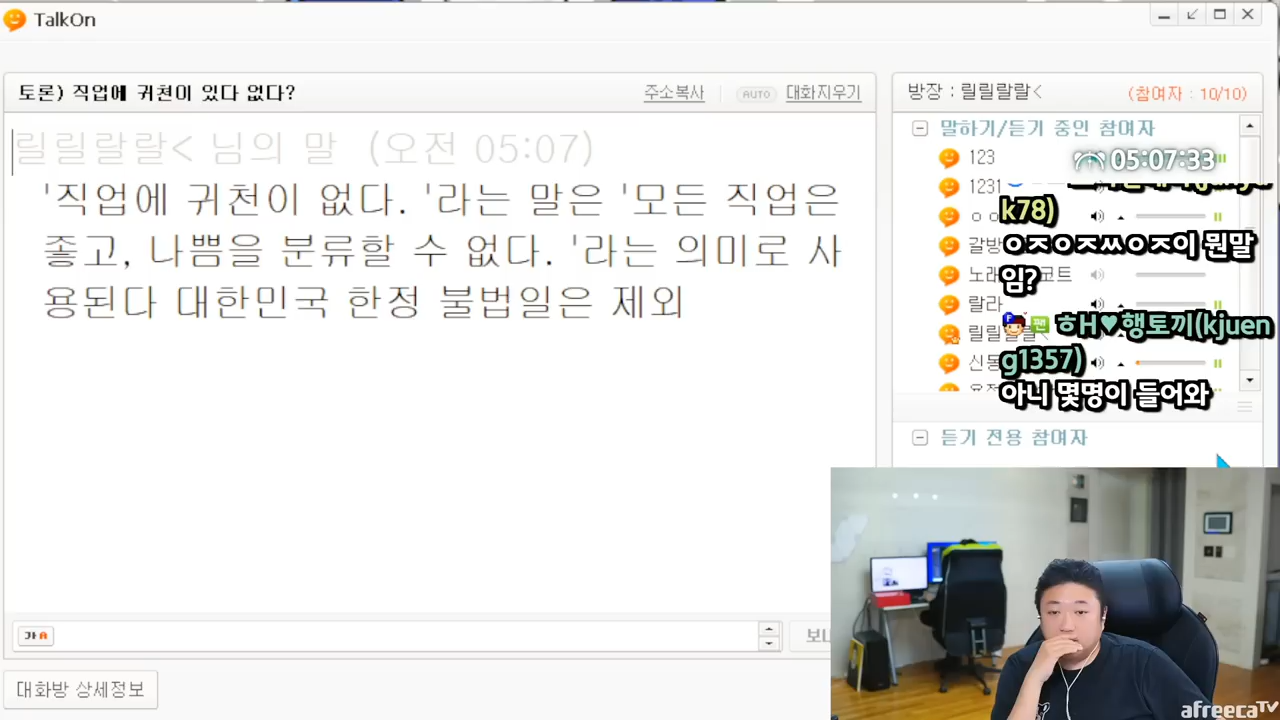 TalkOn
토론) 직업에 귀천이 있다 없다?
주소복사
AUTO
대화지우기
방장 : 릴릴랄랄<
(참여자 : 10/10)
릴릴랄랄< 님의 말 (오전 05:07)
'직업에 귀천이 없다. '라는 말은 '모든 직업은
좋고, 나쁨을 분류할 수 없다. '라는 의미로 사
용된다 대한민국 한정 불법일은 제외
말하기/듣기 중인 참여자
123
05:07:33
1231
k78)
ㅇㅈㅇㅈㅆㅇㅈ이 뭔말
갈방
임?
노래
코트
랄라
F
팬
ㅎH♥행토끼(kjuen
릴릴
신동
g1357)
아니 몇명이 들어와
듣기 전용 참여자
가A
대화방 상세정보
afreecaTV